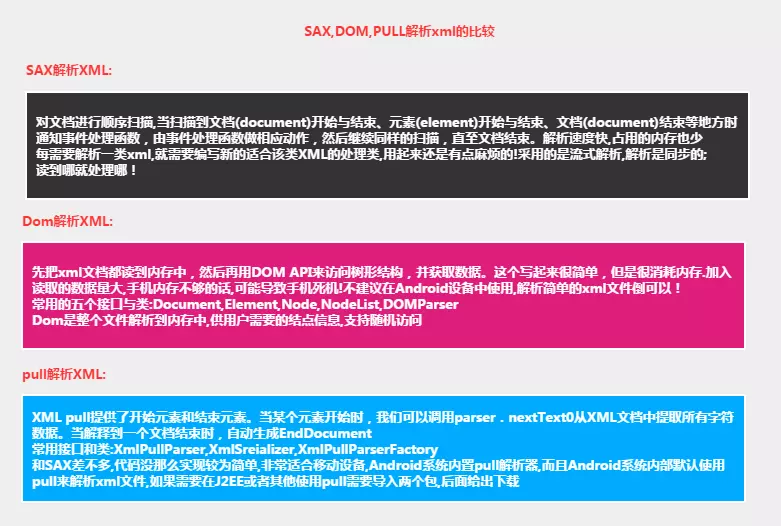 SAX,DOM,PULL解析xml的比较
SAX解析XML:
对文档进行顺序扫描,当扫描到文档(document)开始与结束、元素(element)开始与结束、文档(document)结束等地方时
通知事件处理函数，由事件处理函数做相应动作，然后继续同样的扫描，直至文档结束。解析速度快,占用的内存也少
每需要解析一类xml,就需要编写新的适合该类XML的处理类,用起来还是有点麻烦的!采用的是流式解析,解析是同步的;
读到哪就处理哪！
Dom解析XML:
先把xml文档都读到内存中，然后再用DOM API来访问树形结构，并获取数据。这个写起来很简单，但是很消耗内存.加入
读取的数据量大,手机内存不够的话,可能导致手机死机!不建议在Android设备中使用,解析简单的xml文件刨可以！
常用的五个接口与类:Document,Element,Node,NodeList,DOMParser
Dom是整个文件解析到内存中,供用户需要的结点信息,支持随机访问
pull解析XML:
XML pull提供了开始元素和结束元素。当某个元素开始时，我们可以调用parser．nextText0从XML文档中提取所有字符
数据。当解释到一个文档结束时，自动生成EndDocument
常用接口和类:XmlPullParser,XmlSreializer,XmlPullParserFactory
和SAX差不多,代码没那么实现较为简单,非常适合移动设备,Android系统内置pull解析器,而且Android系统内部默认使用
pull来解析xml文件,如果需要在J2EE或者其他使用pull需要导入两个包,后面给出下载